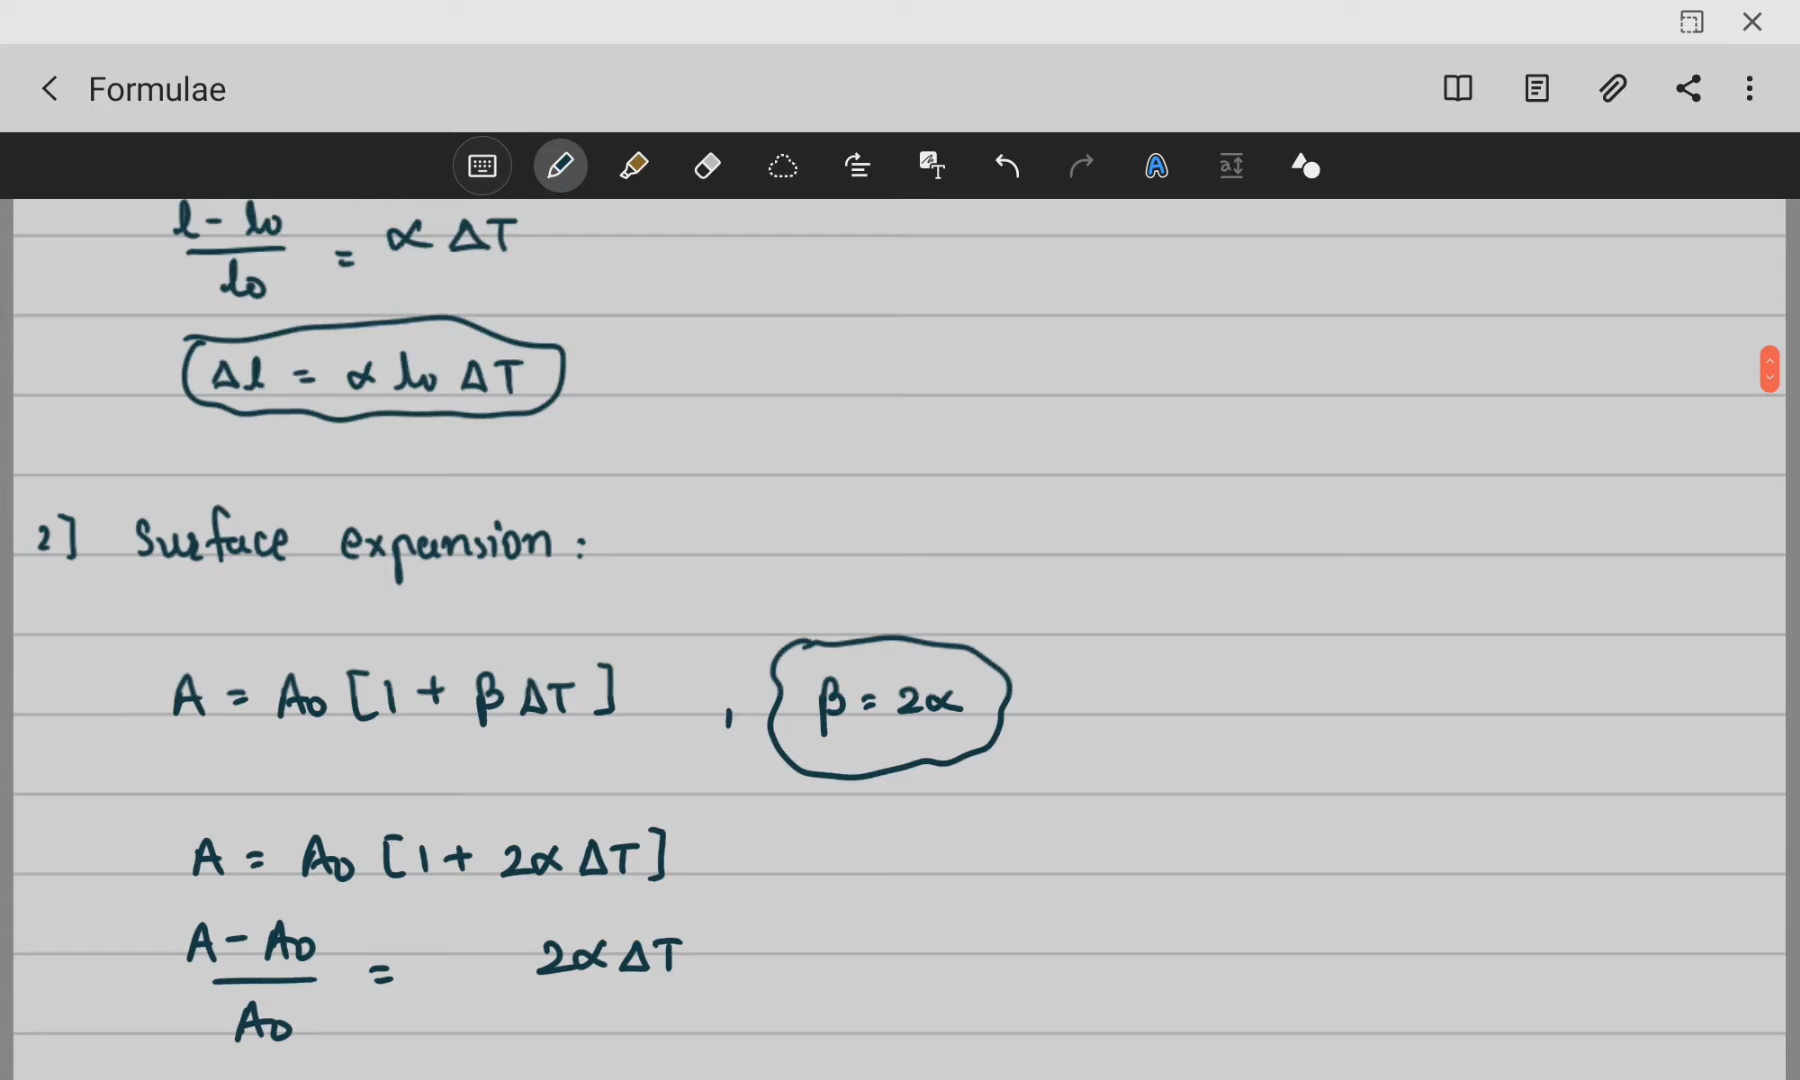 Formulae
l - l₀
──── = α ΔT
l₀
Δl = α l₀ ΔT
2] Surface expansion :
A = A₀ [1 + β ΔT] , β = 2α
A = A₀ [1 + 2α ΔT]
A - A₀
──── = 2α ΔT
A₀